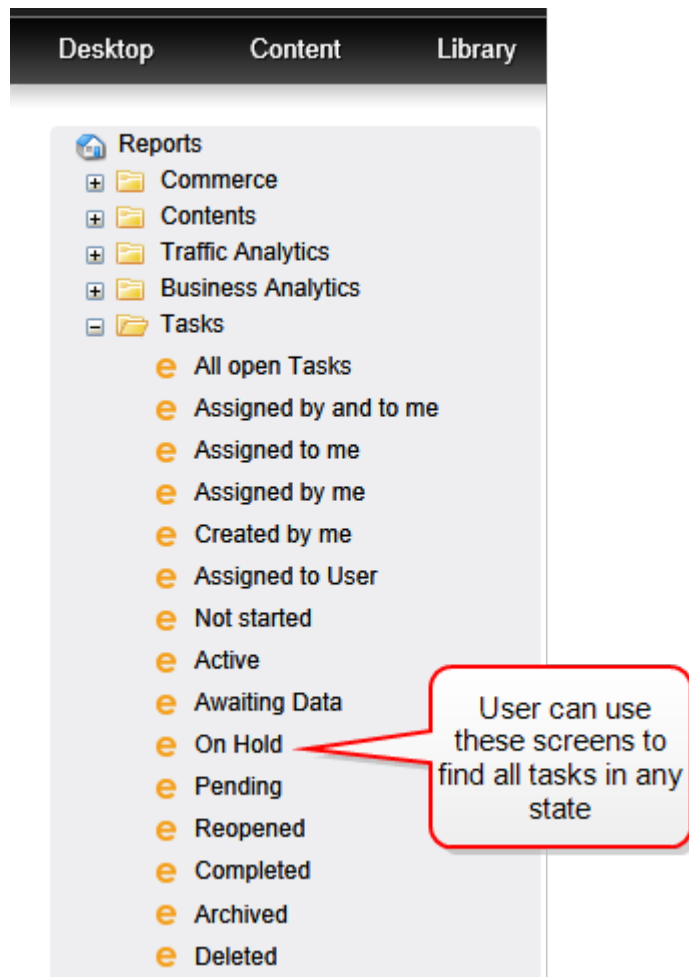 Desktop Content Library
Reports
Commerce
Contents
Traffic Analytics
Business Analytics
Tasks
All open Tasks
Assigned by and to me
Assigned to me
Assigned by me
Created by me
Assigned to User
Not started
Active
Awaiting Data
On Hold
Pending
Reopened
Completed
Archived
Deleted
User can use
these screens to
find all tasks in any
state